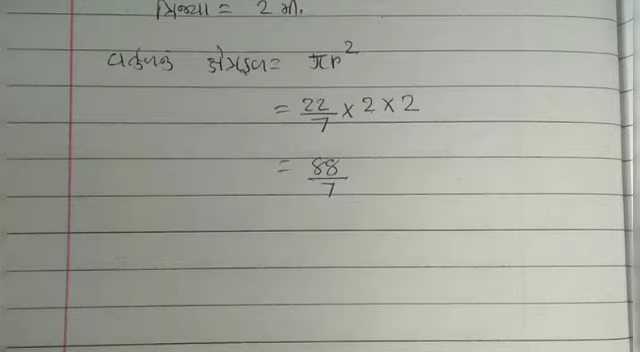 ત્રિજ્યા = 2 મી.
વર્તુળનું ક્ષેત્રફળ = πr²
= 22/7 × 2 × 2
= 88/7